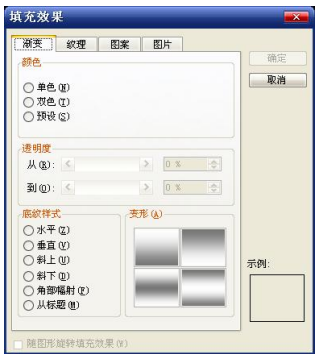 填充效果
渐变 纹理 图案 图片
确定
取消
颜色
单色(N)
双色(T)
预设(S)
透明度
从(R): 0 %
到(O): 0 %
底纹样式
变形(A)
水平(Z)
垂直(V)
斜上(U)
斜下(D)
角部幅射(F)
从标题(M)
示例:
随图形旋转填充效果(W)